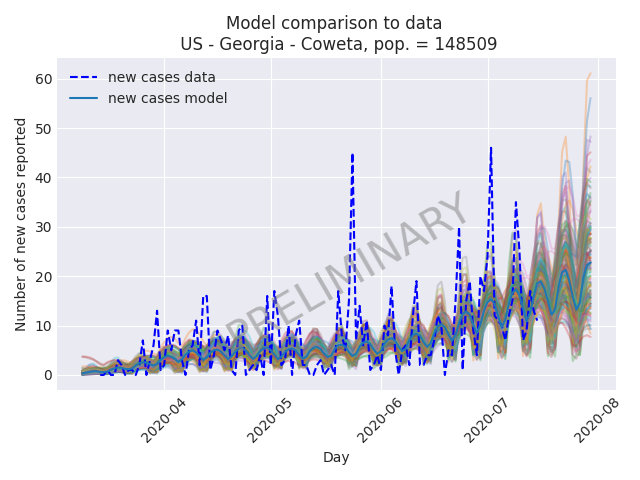 Model comparison to data
US - Georgia - Coweta, pop. = 148509
new cases data
new cases model
PRELIMINARY
Number of new cases reported
60
50
40
30
20
10
0
2020-04
2020-05
2020-06
2020-07
2020-08
Day